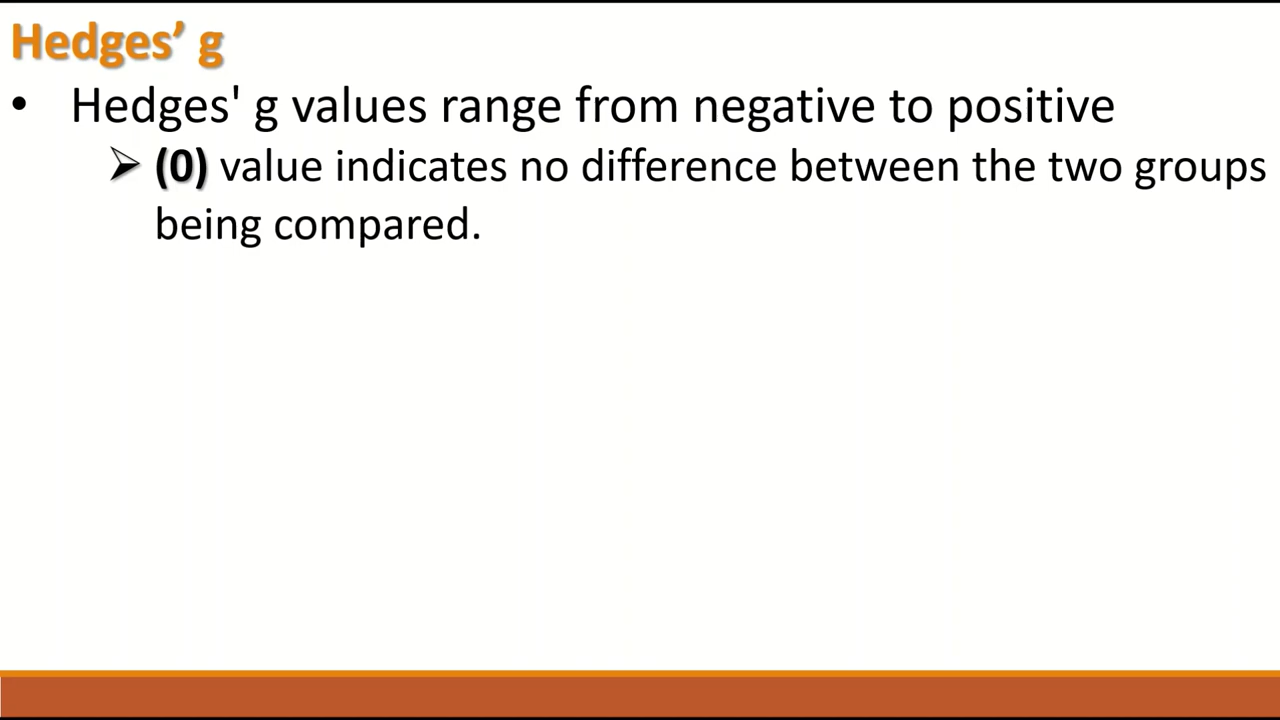 Hedges’ g
• Hedges' g values range from negative to positive
➢ (0) value indicates no difference between the two groups
being compared.